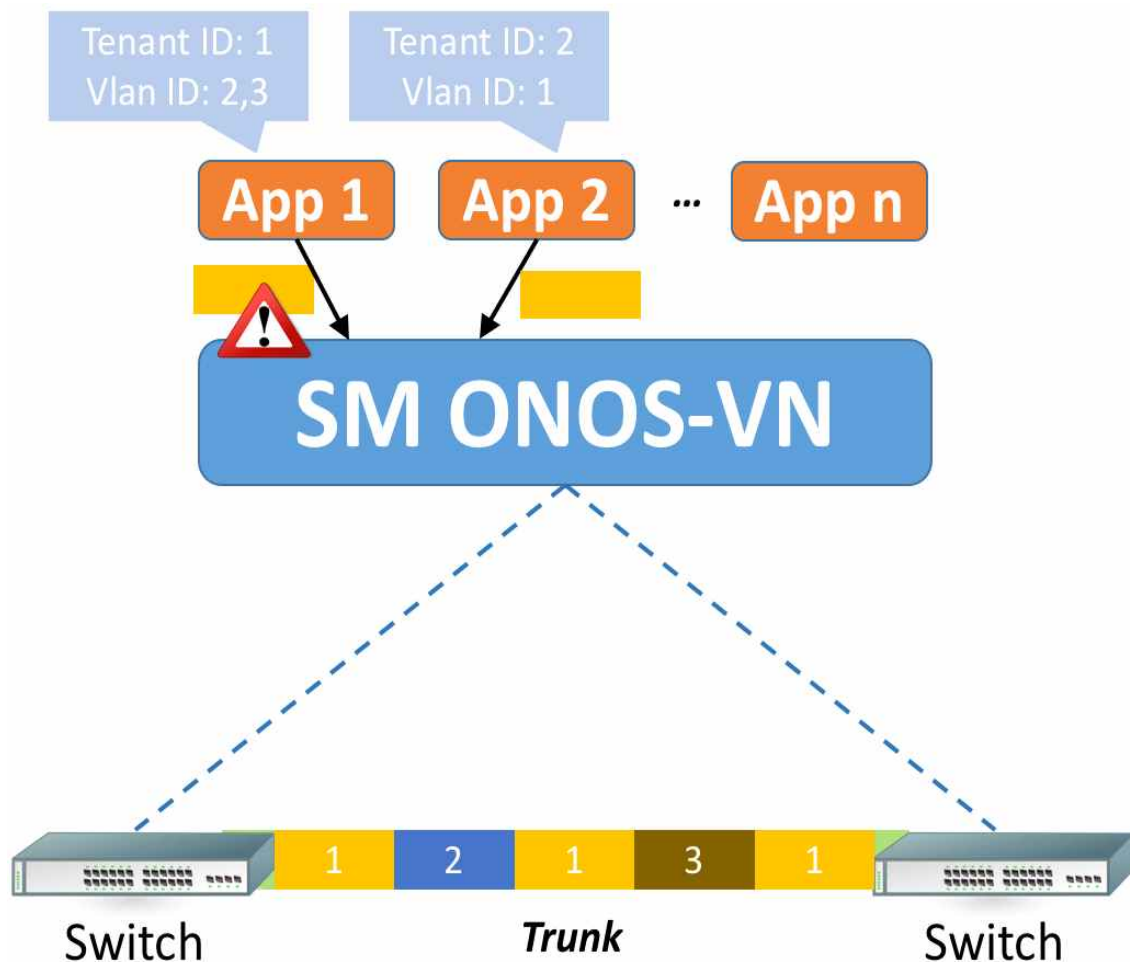 Tenant ID: 1
Vlan ID: 2,3
Tenant ID: 2
Vlan ID: 1
App 1
App 2
...
App n
!
SM ONOS-VN
1
2
1
3
1
Switch
Trunk
Switch